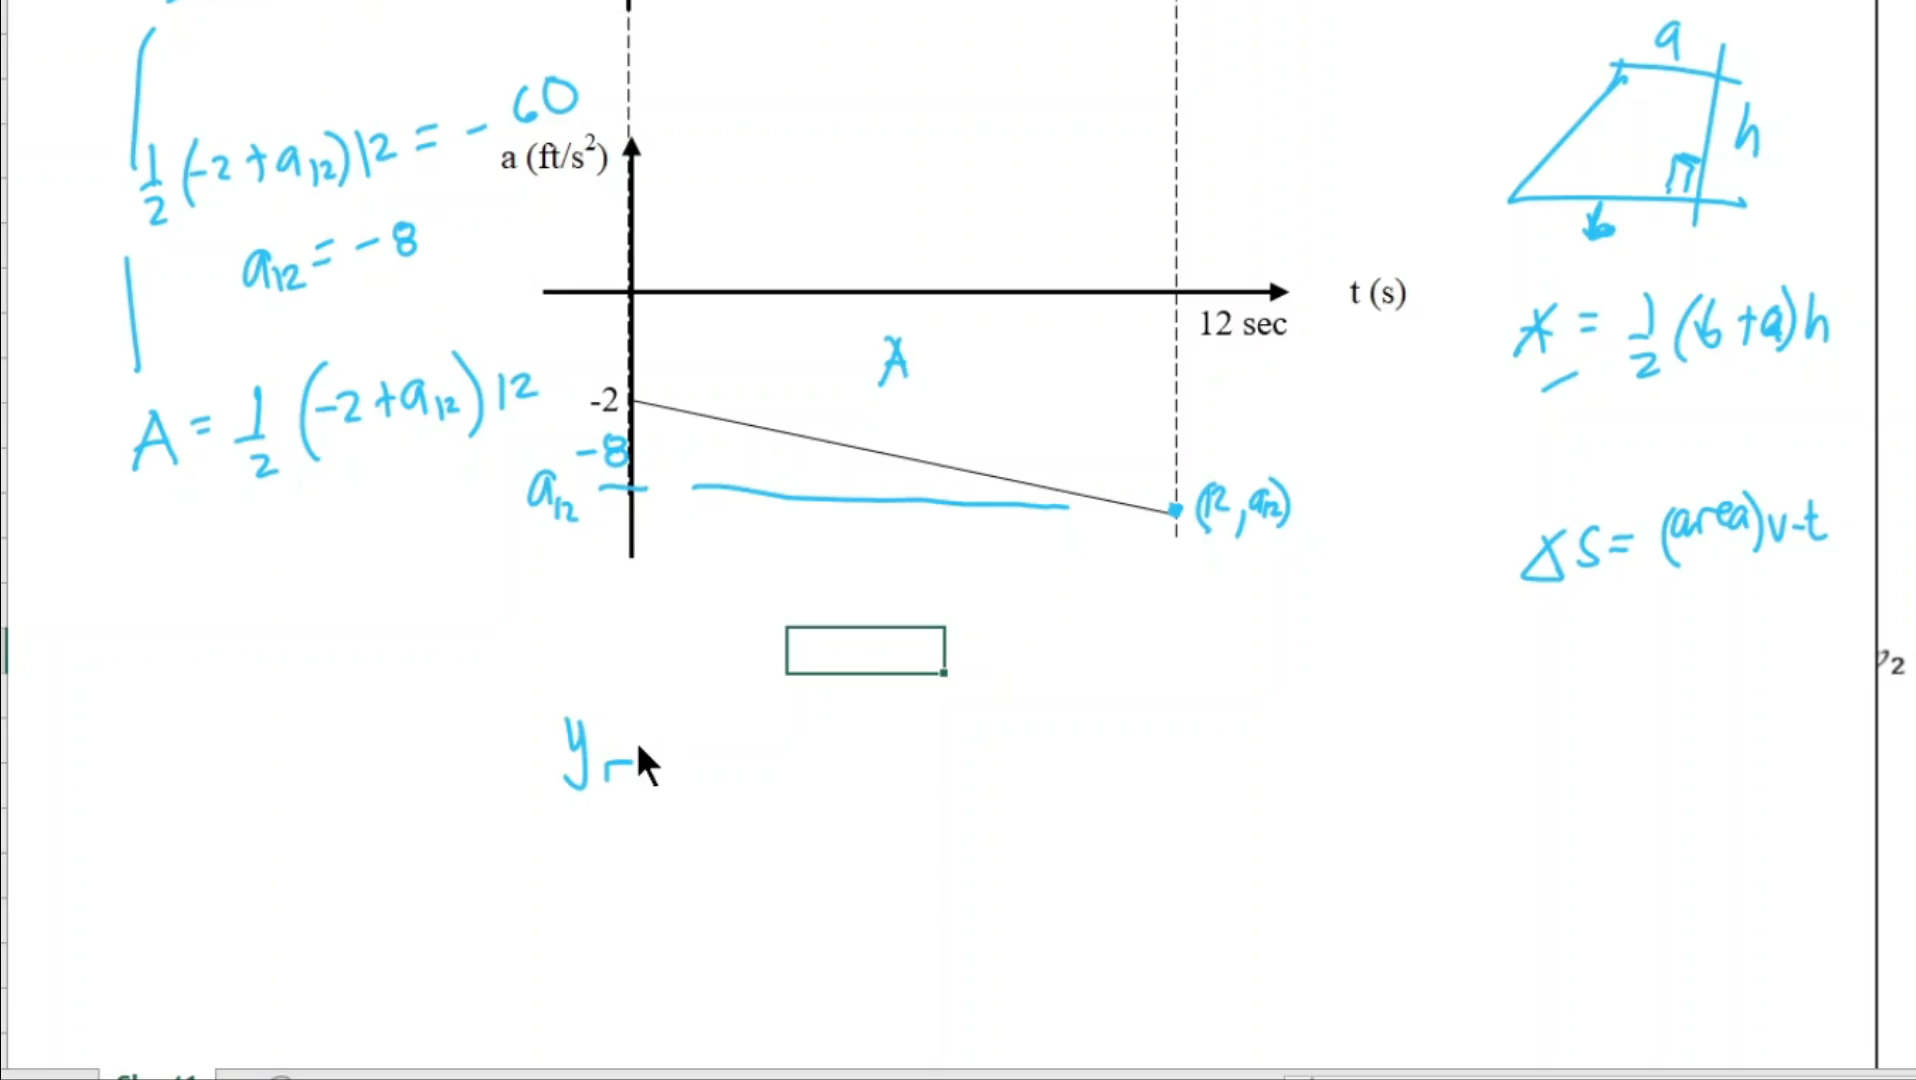 1/2 (-2 + a12) 12 = - 60
a12 = - 8
A = 1/2 (-2 + a12) 12
a (ft/s²)
t (s)
12 sec
A
-2
-8
a12
(12, a12)
a
h
b
* = 1/2 (b + a) h
Δs = (area) v-t
y
2